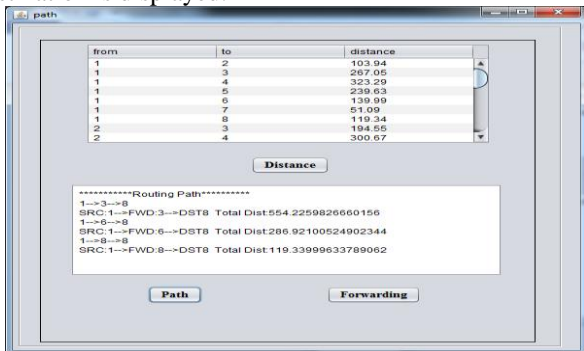 path
from to distance
1 2 103.94
1 3 267.05
1 4 323.29
1 5 239.63
1 6 139.99
1 7 51.09
1 8 119.34
2 3 194.55
2 4 300.67
Distance
***********Routing Path**********
1-->3-->8
SRC:1-->FWD:3-->DST8 Total Dist:554.2259826660156
1-->6-->8
SRC:1-->FWD:6-->DST8 Total Dist:286.92100524902344
1-->8-->8
SRC:1-->FWD:8-->DST8 Total Dist:119.33999633789062
Path Forwarding